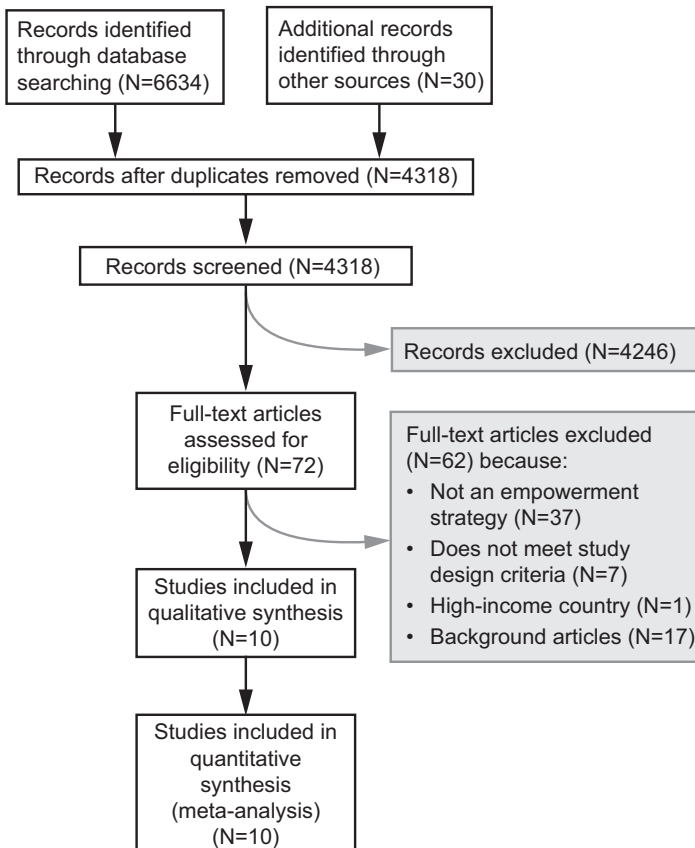 Records identified
through database
searching (N=6634)
Additional records
identified through
other sources (N=30)
Records after duplicates removed (N=4318)
Records screened (N=4318)
Records excluded (N=4246)
Full-text articles
assessed for
eligibility (N=72)
Full-text articles excluded
(N=62) because:
• Not an empowerment
strategy (N=37)
• Does not meet study
design criteria (N=7)
• High-income country (N=1)
• Background articles (N=17)
Studies included in
qualitative synthesis
(N=10)
Studies included in
quantitative
synthesis
(meta-analysis)
(N=10)